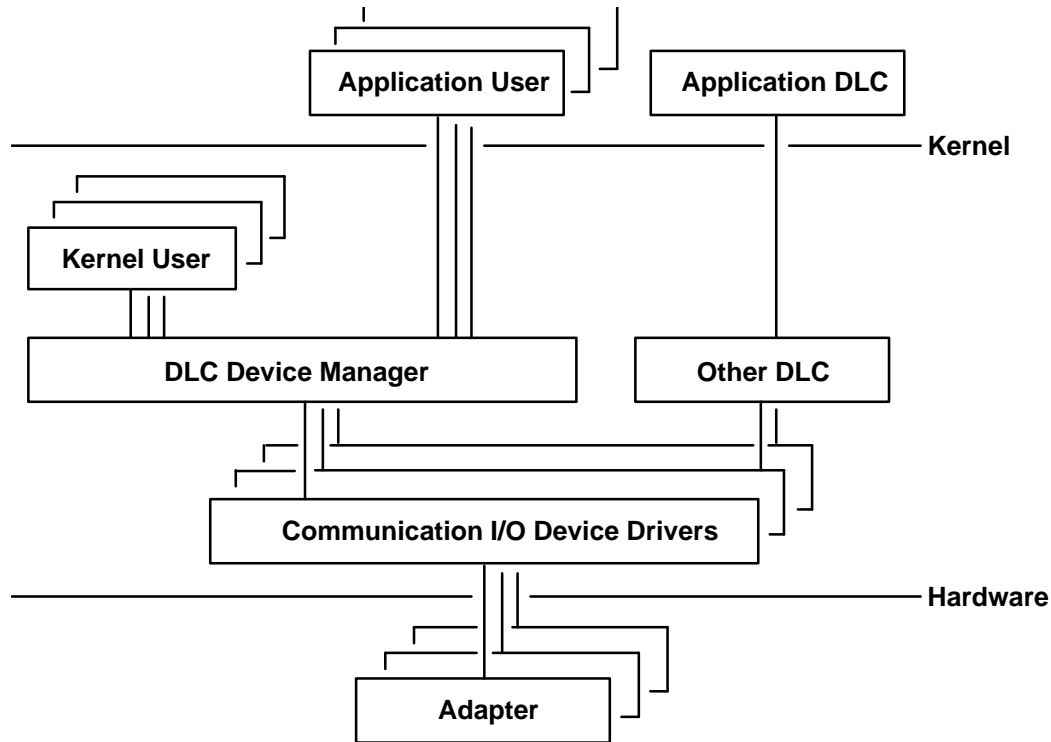 Application User
Application DLC
Kernel
Kernel User
DLC Device Manager
Other DLC
Communication I/O Device Drivers
Hardware
Adapter